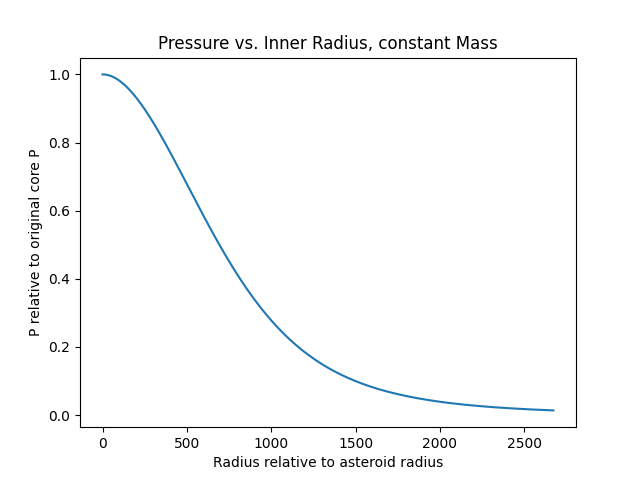 Pressure vs. Inner Radius, constant Mass
P relative to original core P
1.0
0.8
0.6
0.4
0.2
0.0
0 500 1000 1500 2000 2500
Radius relative to asteroid radius